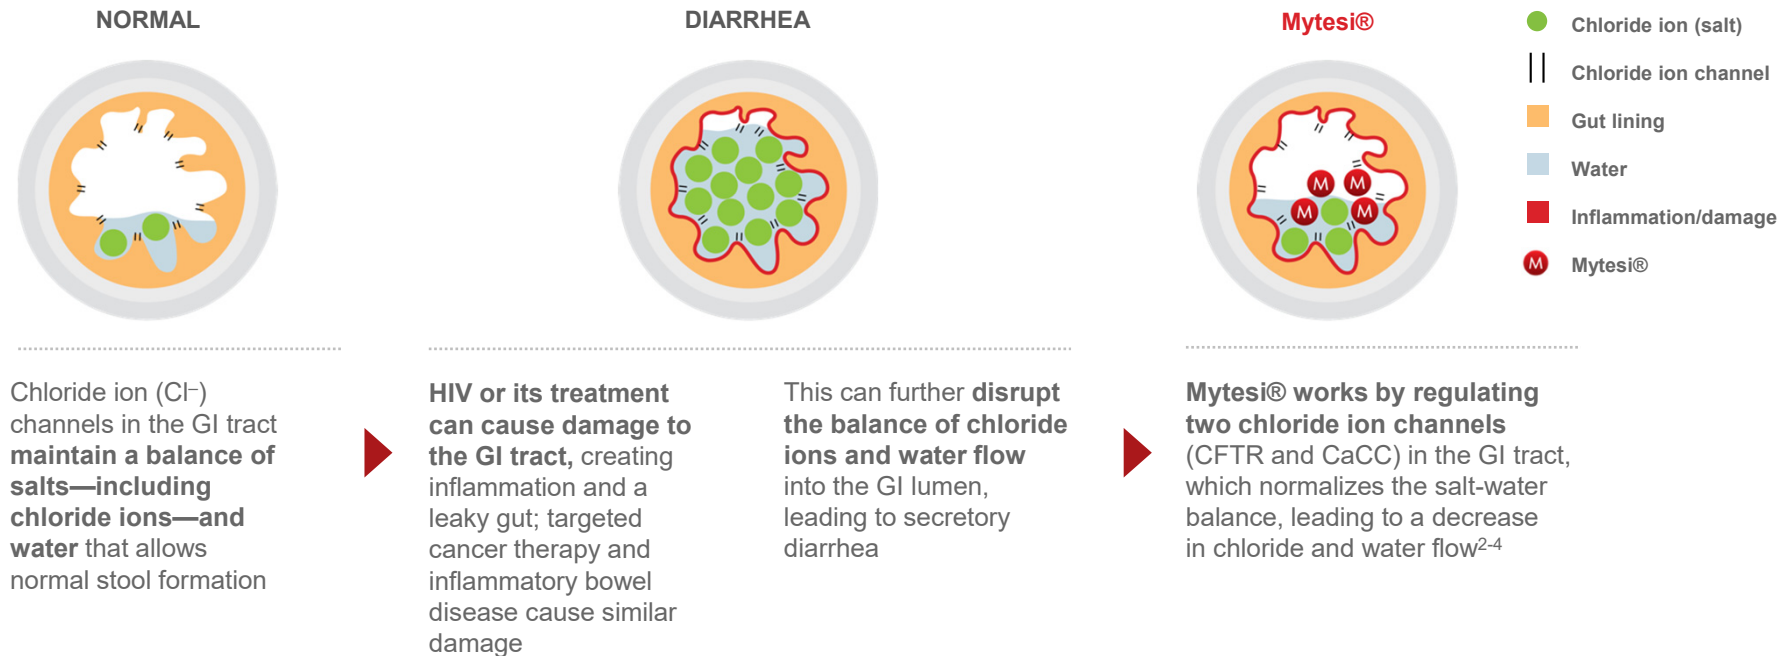 NORMAL
DIARRHEA
Mytesi®
Chloride ion (salt)
Chloride ion channel
Gut lining
Water
Inflammation/damage
M Mytesi®
M M
M M
Chloride ion (Cl⁻)
channels in the GI tract
maintain a balance of
salts—including
chloride ions—and
water that allows
normal stool formation
HIV or its treatment
can cause damage to
the GI tract, creating
inflammation and a
leaky gut; targeted
cancer therapy and
inflammatory bowel
disease cause similar
damage
This can further disrupt
the balance of chloride
ions and water flow
into the GI lumen,
leading to secretory
diarrhea
Mytesi® works by regulating
two chloride ion channels
(CFTR and CaCC) in the GI tract,
which normalizes the salt-water
balance, leading to a decrease
in chloride and water flow²⁻⁴